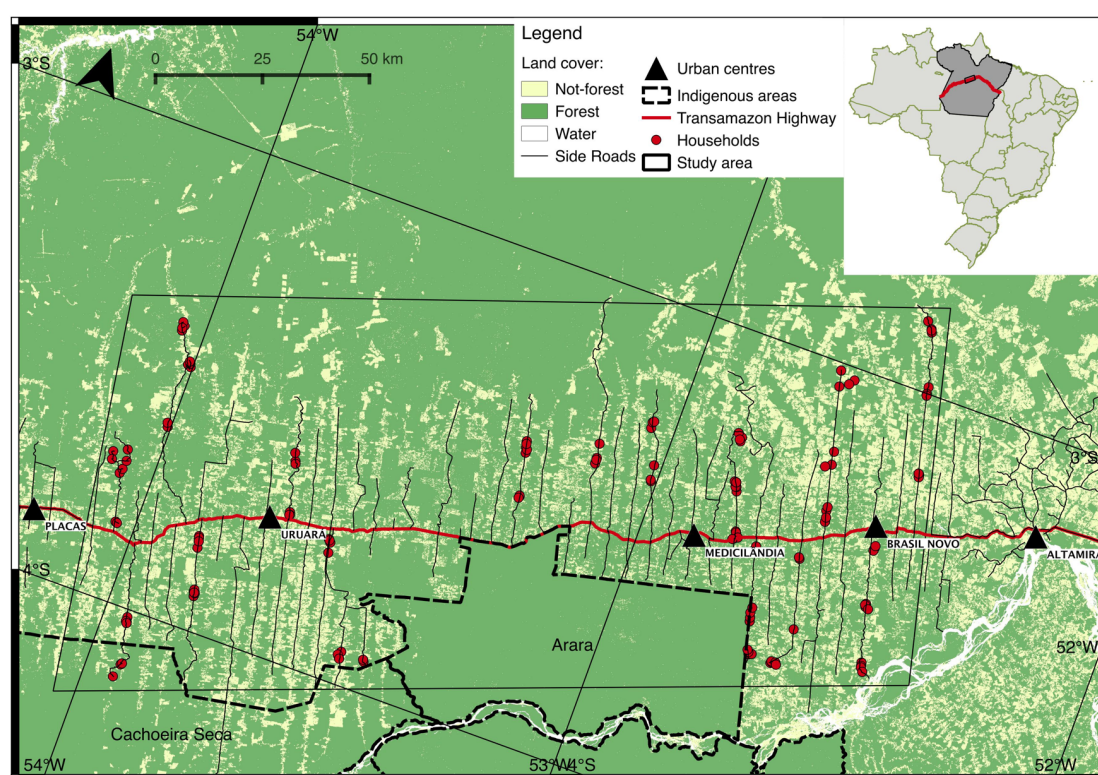 54°W
3°S
0 25 50 km
Legend
Land cover:
Not-forest
Forest
Water
Side Roads
Urban centres
Indigenous areas
Transamazon Highway
Households
Study area
3°S
PLACAS
URUARA
MEDICILANDIA
BRASIL NOVO
ALTAMIRA
4°S
Arara
52°W
Cachoeira Seca
54°W
53°W
4°S
52°W